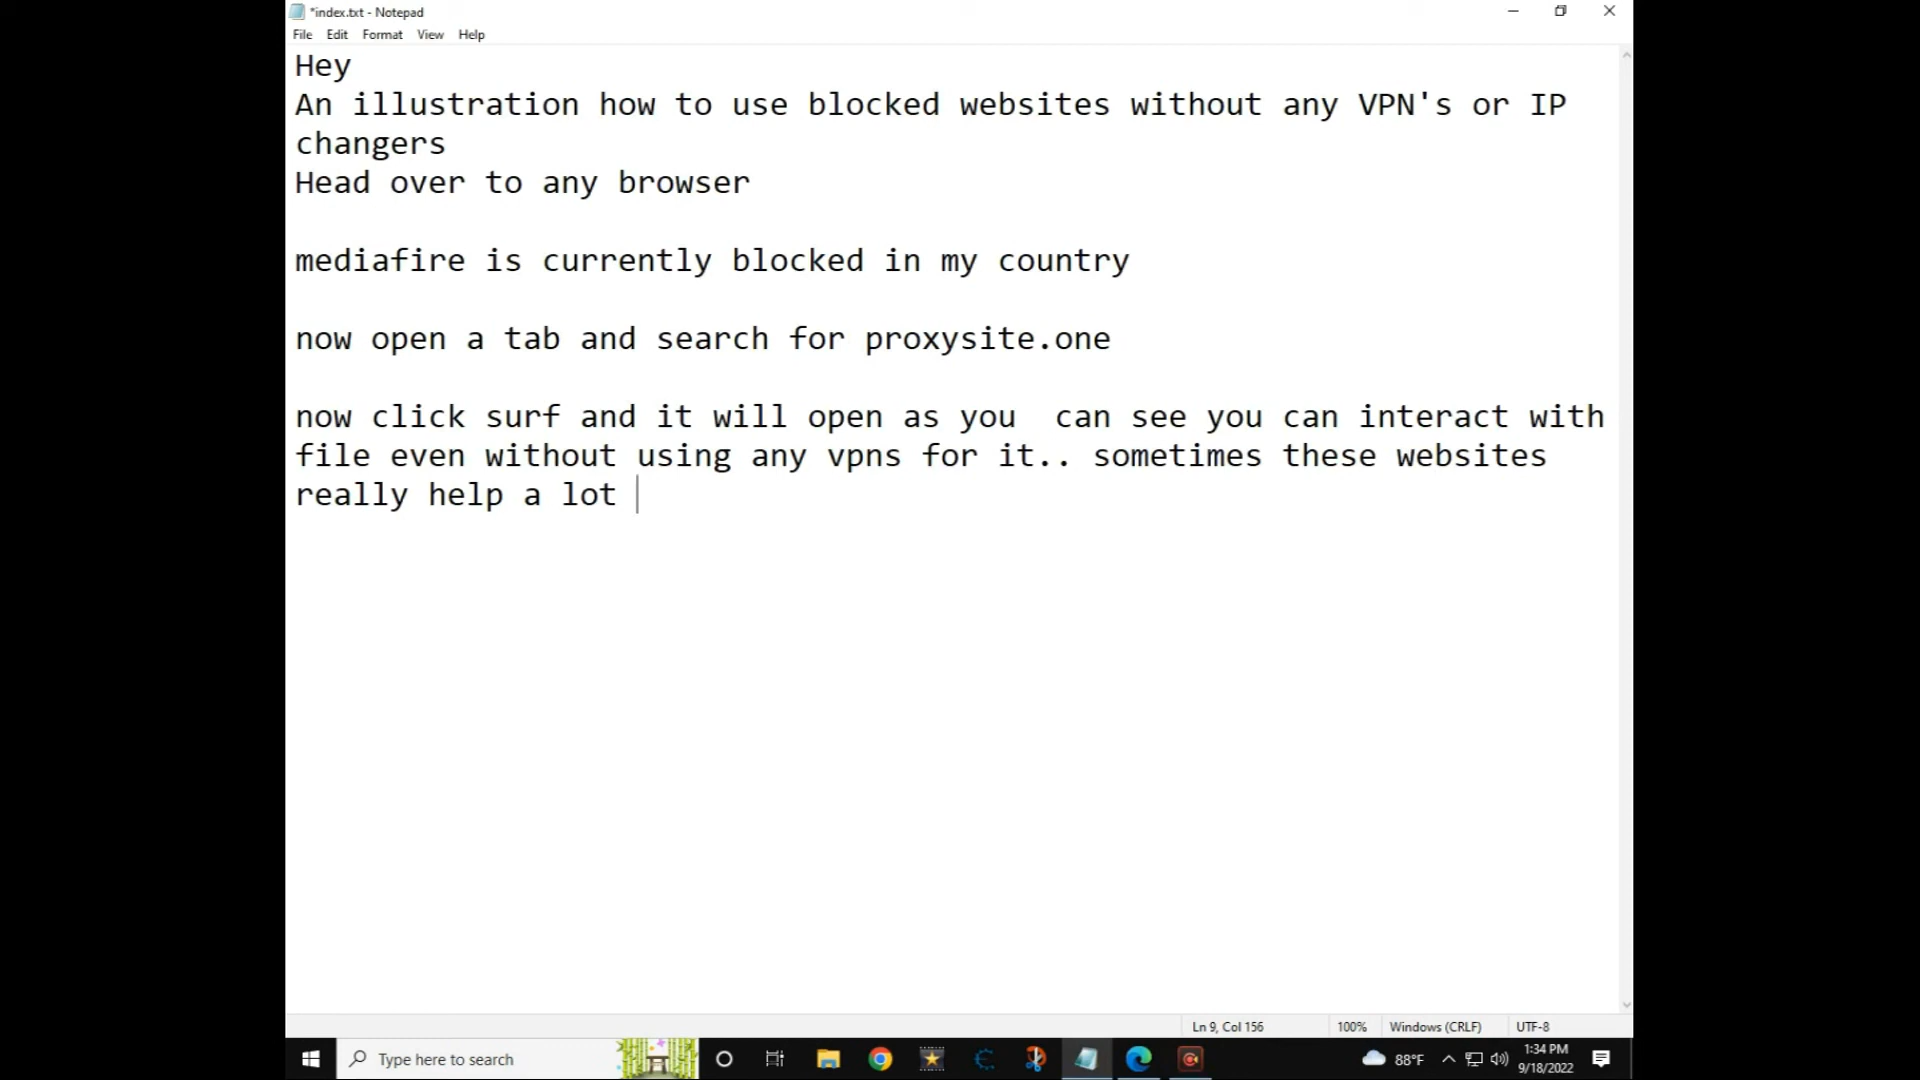 *index.txt - Notepad
File Edit Format View Help
Hey
An illustration how to use blocked websites without any VPN's or IP
changers
Head over to any browser
mediafire is currently blocked in my country
now open a tab and search for proxysite.one
now click surf and it will open as you  can see you can interact with
file even without using any vpns for it.. sometimes these websites
really help a lot
Ln 9, Col 156 100% Windows (CRLF) UTF-8
Type here to search 88°F 1:34 PM
9/18/2022